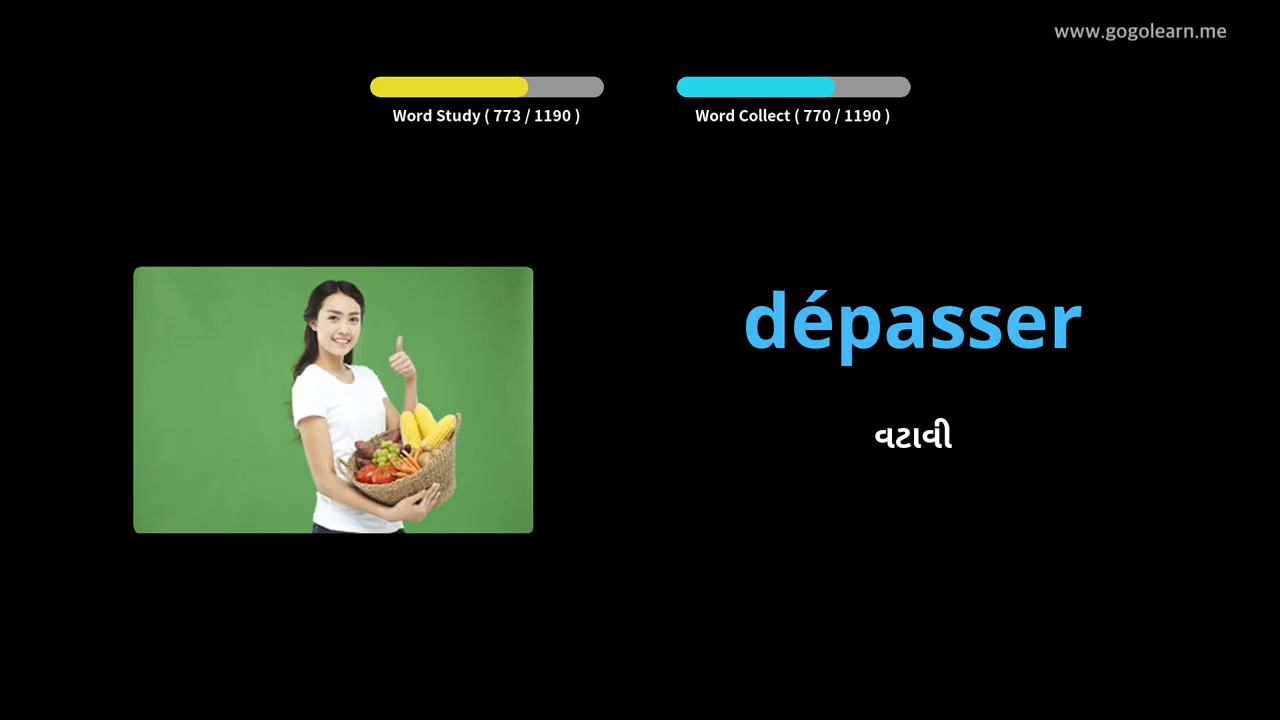 www.gogolearn.me
Word Study ( 773 / 1190 )
Word Collect ( 770 / 1190 )
dépasser
વટાવી